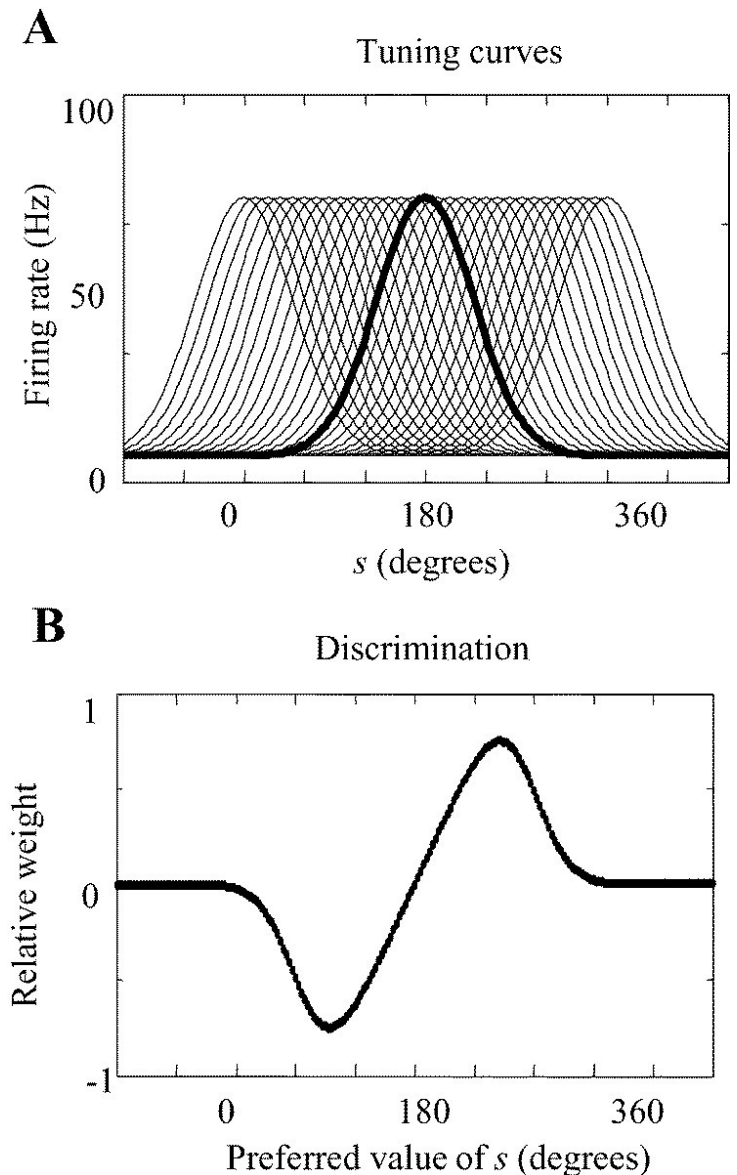 A
Tuning curves
100
50
0
Firing rate (Hz)
0 180 360
s (degrees)
B
Discrimination
1
0
-1
Relative weight
0 180 360
Preferred value of s (degrees)